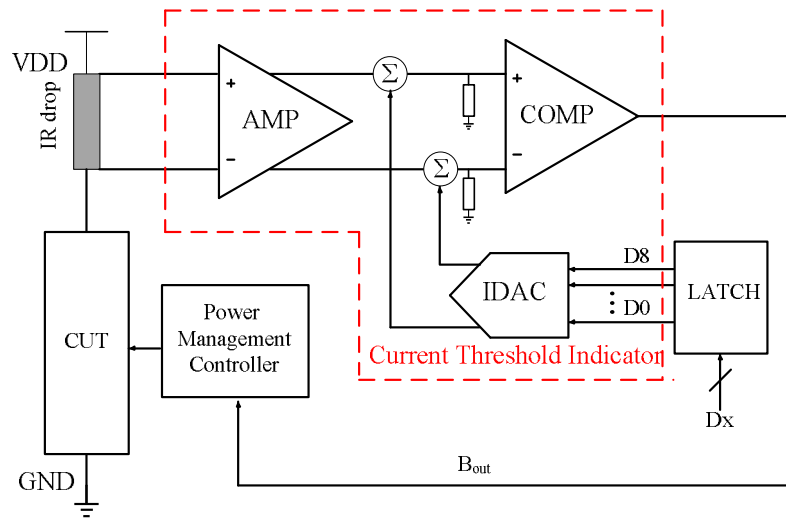 VDD
IR drop
+
−
AMP
Σ
Σ
+
−
COMP
IDAC
D8
D0
LATCH
Dx
Current Threshold Indicator
Power
Management
Controller
CUT
GND
Bout